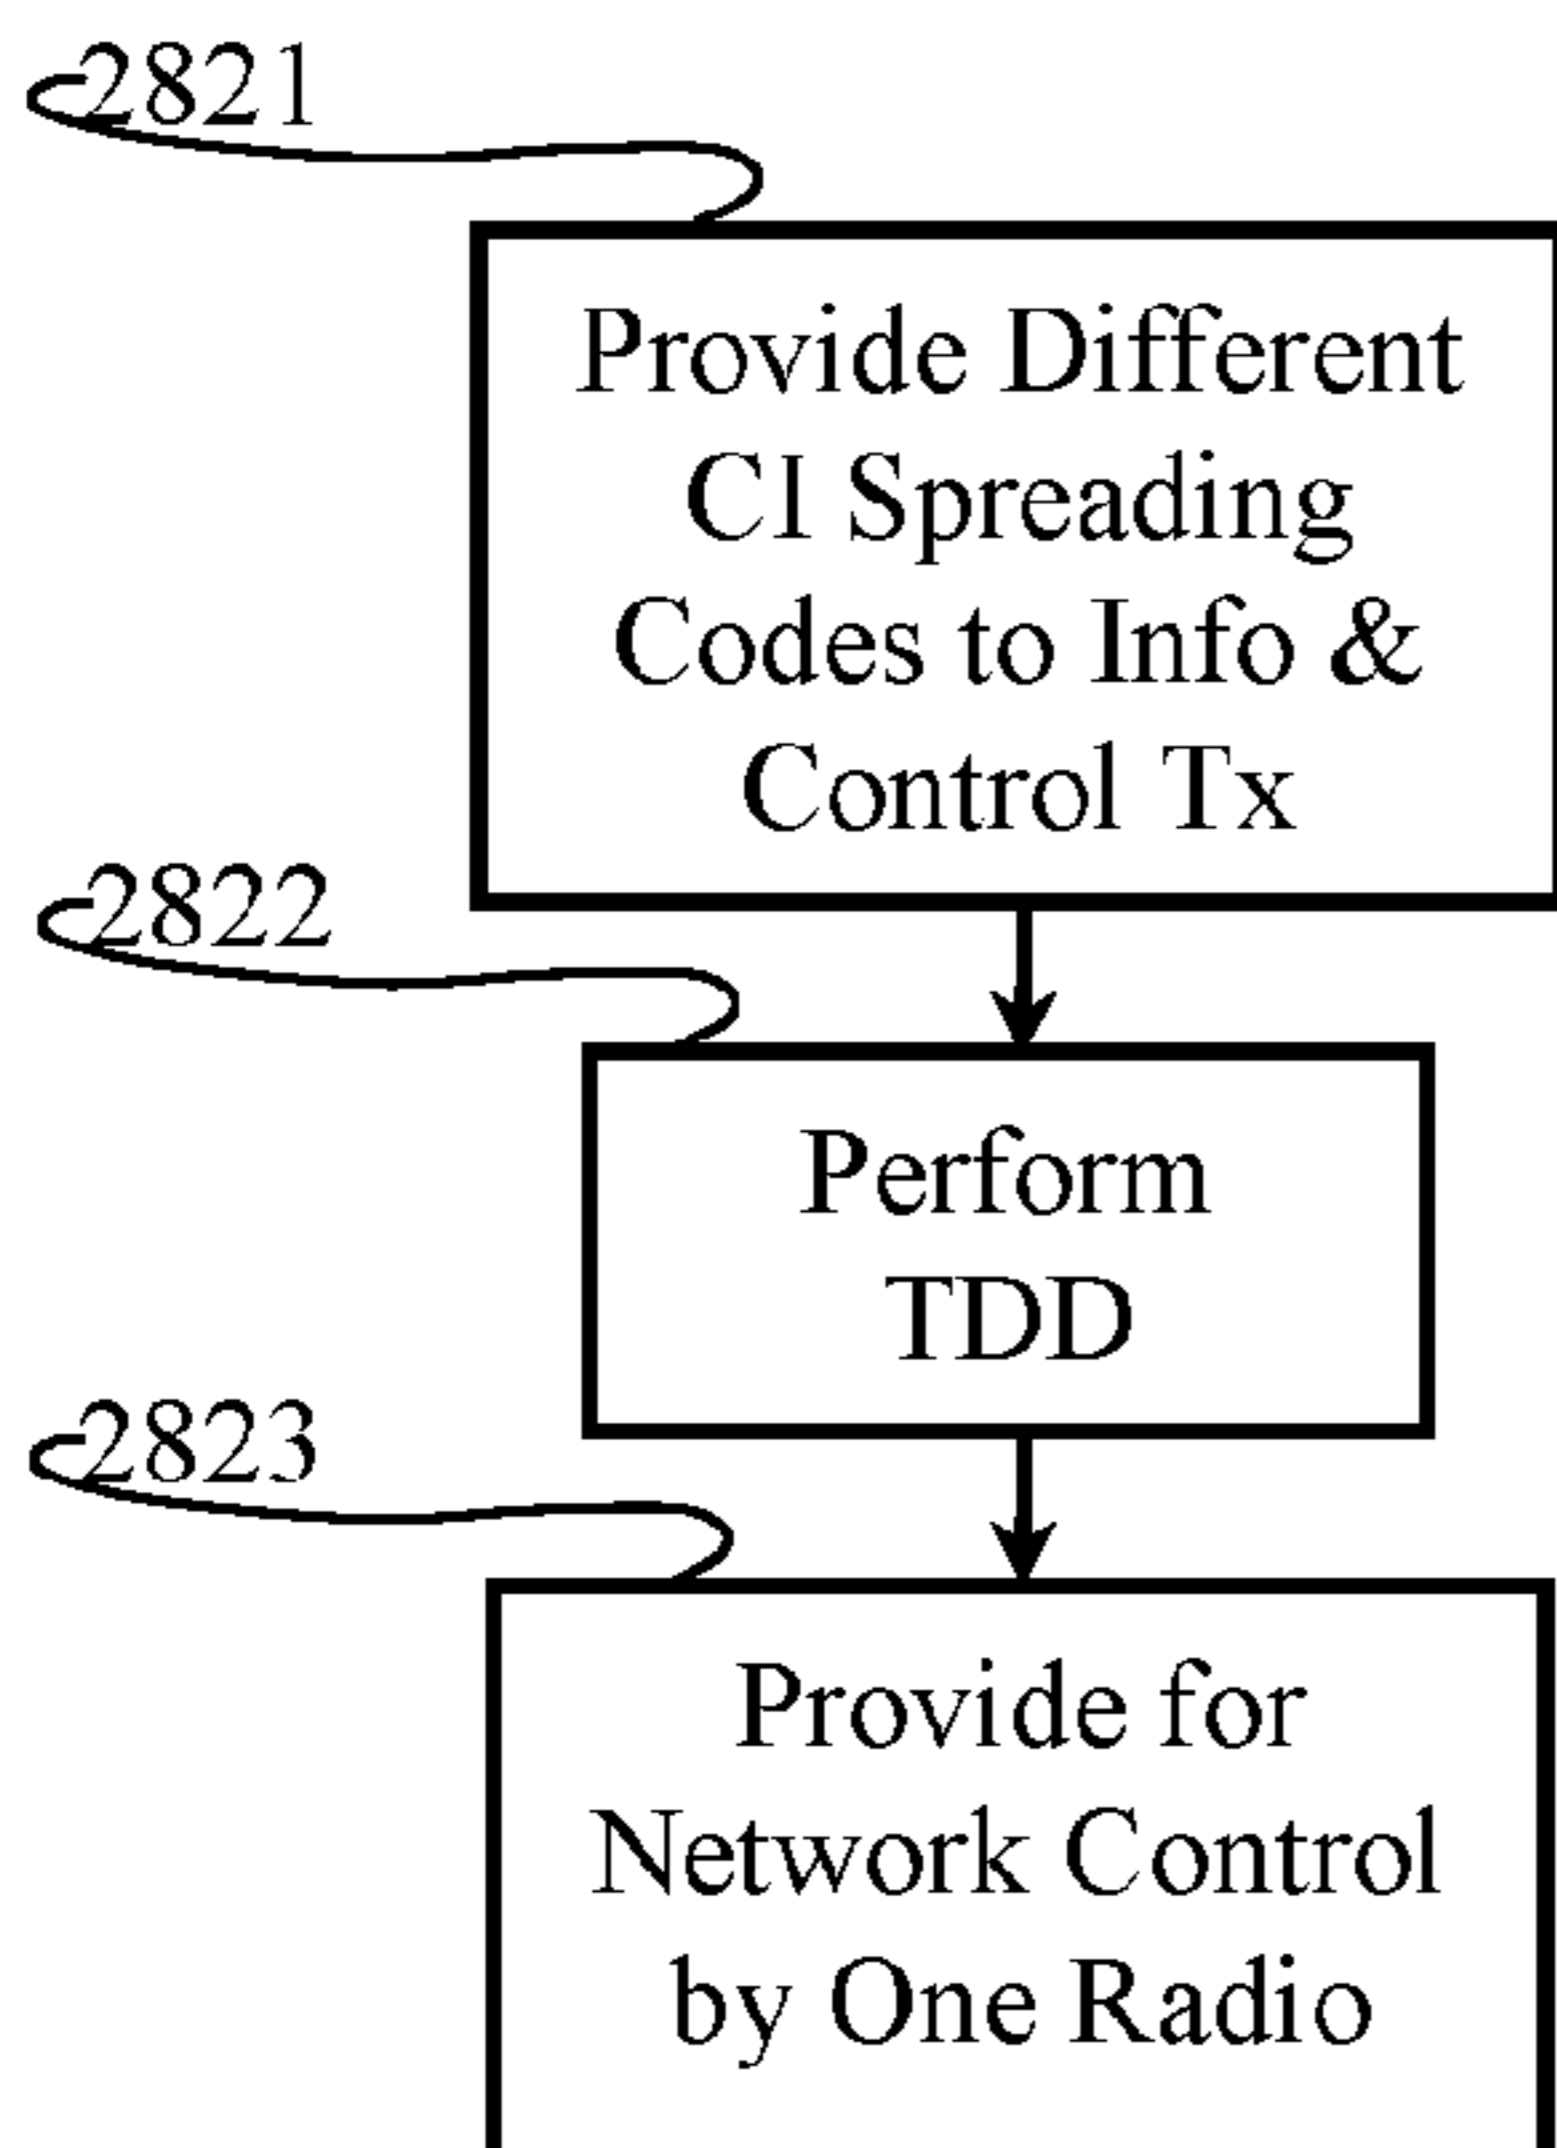 2821
Provide Different
CI Spreading
Codes to Info &
Control Tx
2822
Perform
TDD
2823
Provide for
Network Control
by One Radio